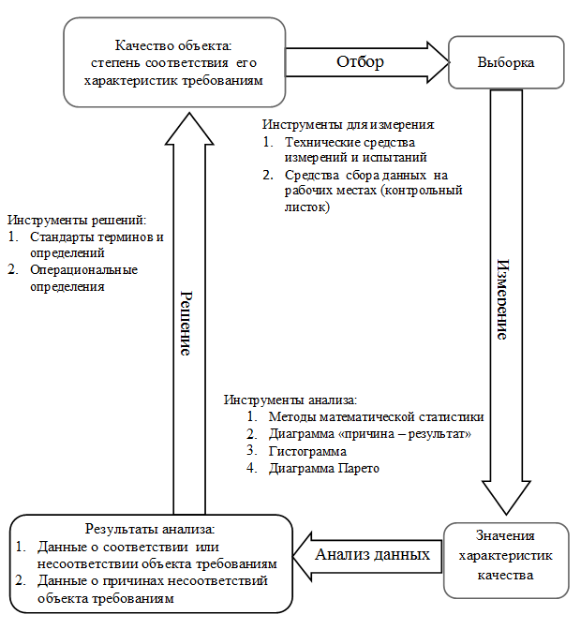 Качество объекта:
степень соответствия его
характеристик требованиям
Отбор
Выборка
Инструменты для измерения
1. Технические средства
измерений и испытаний
2. Средства сбора данных на
рабочих местах (контрольный
листок)
Инструменты решений:
1. Стандарты терминов и
определений
2. Операциональные
определения
Решение
Измерение
Инструменты анализа:
1. Методы математической статистики
2. Диаграмма «причина – результат»
3. Гистограмма
4. Диаграмма Парето
Результаты анализа:
1. Данные о соответствии или
несоответствии объекта требованиям
2. Данные о причинах несоответствий
объекта требованиям
Анализ данных
Значения
характеристик
качества